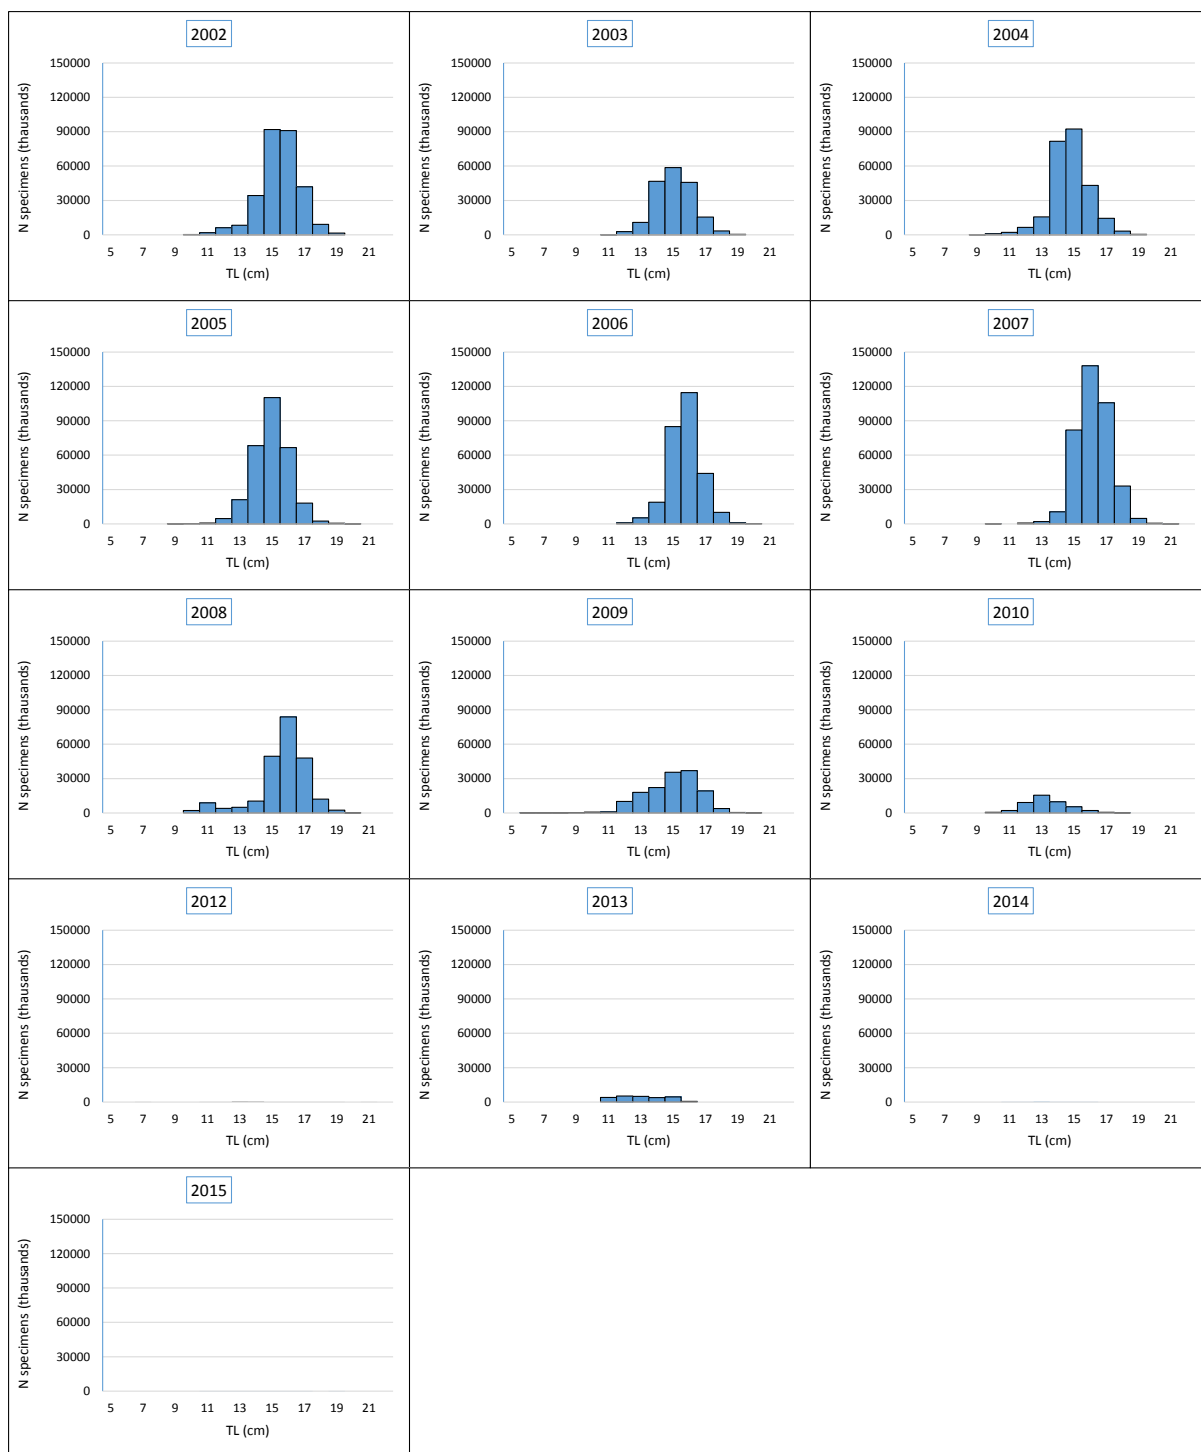 2002
N specimens (thousands)
150000
120000
90000
60000
30000
0
5 7 9 11 13 15 17 19 21
TL (cm)
2003
N specimens (thousands)
150000
120000
90000
60000
30000
0
5 7 9 11 13 15 17 19 21
TL (cm)
2004
N specimens (thousands)
150000
120000
90000
60000
30000
0
5 7 9 11 13 15 17 19 21
TL (cm)
2005
N specimens (thousands)
150000
120000
90000
60000
30000
0
5 7 9 11 13 15 17 19 21
TL (cm)
2006
N specimens (thousands)
150000
120000
90000
60000
30000
0
5 7 9 11 13 15 17 19 21
TL (cm)
2007
N specimens (thousands)
150000
120000
90000
60000
30000
0
5 7 9 11 13 15 17 19 21
TL (cm)
2008
N specimens (thousands)
150000
120000
90000
60000
30000
0
5 7 9 11 13 15 17 19 21
TL (cm)
2009
N specimens (thousands)
150000
120000
90000
60000
30000
0
5 7 9 11 13 15 17 19 21
TL (cm)
2010
N specimens (thousands)
150000
120000
90000
60000
30000
0
5 7 9 11 13 15 17 19 21
TL (cm)
2012
N specimens (thousands)
150000
120000
90000
60000
30000
0
5 7 9 11 13 15 17 19 21
TL (cm)
2013
N specimens (thousands)
150000
120000
90000
60000
30000
0
5 7 9 11 13 15 17 19 21
TL (cm)
2014
N specimens (thousands)
150000
120000
90000
60000
30000
0
5 7 9 11 13 15 17 19 21
TL (cm)
2015
N specimens (thousands)
150000
120000
90000
60000
30000
0
5 7 9 11 13 15 17 19 21
TL (cm)